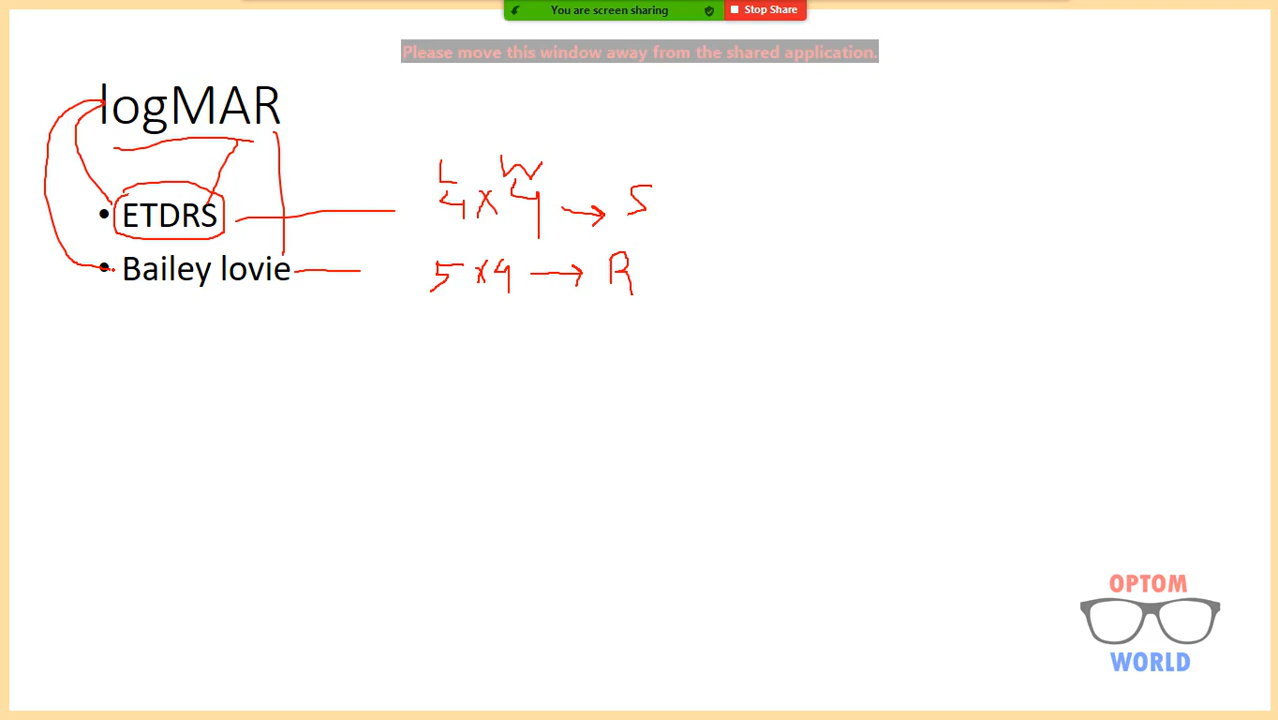 You are screen sharing Stop Share
Please move this window away from the shared application.
logMAR
L W
• ETDRS 4 x 4 → S
• Bailey lovie 5 x 4 → R
OPTOM
WORLD